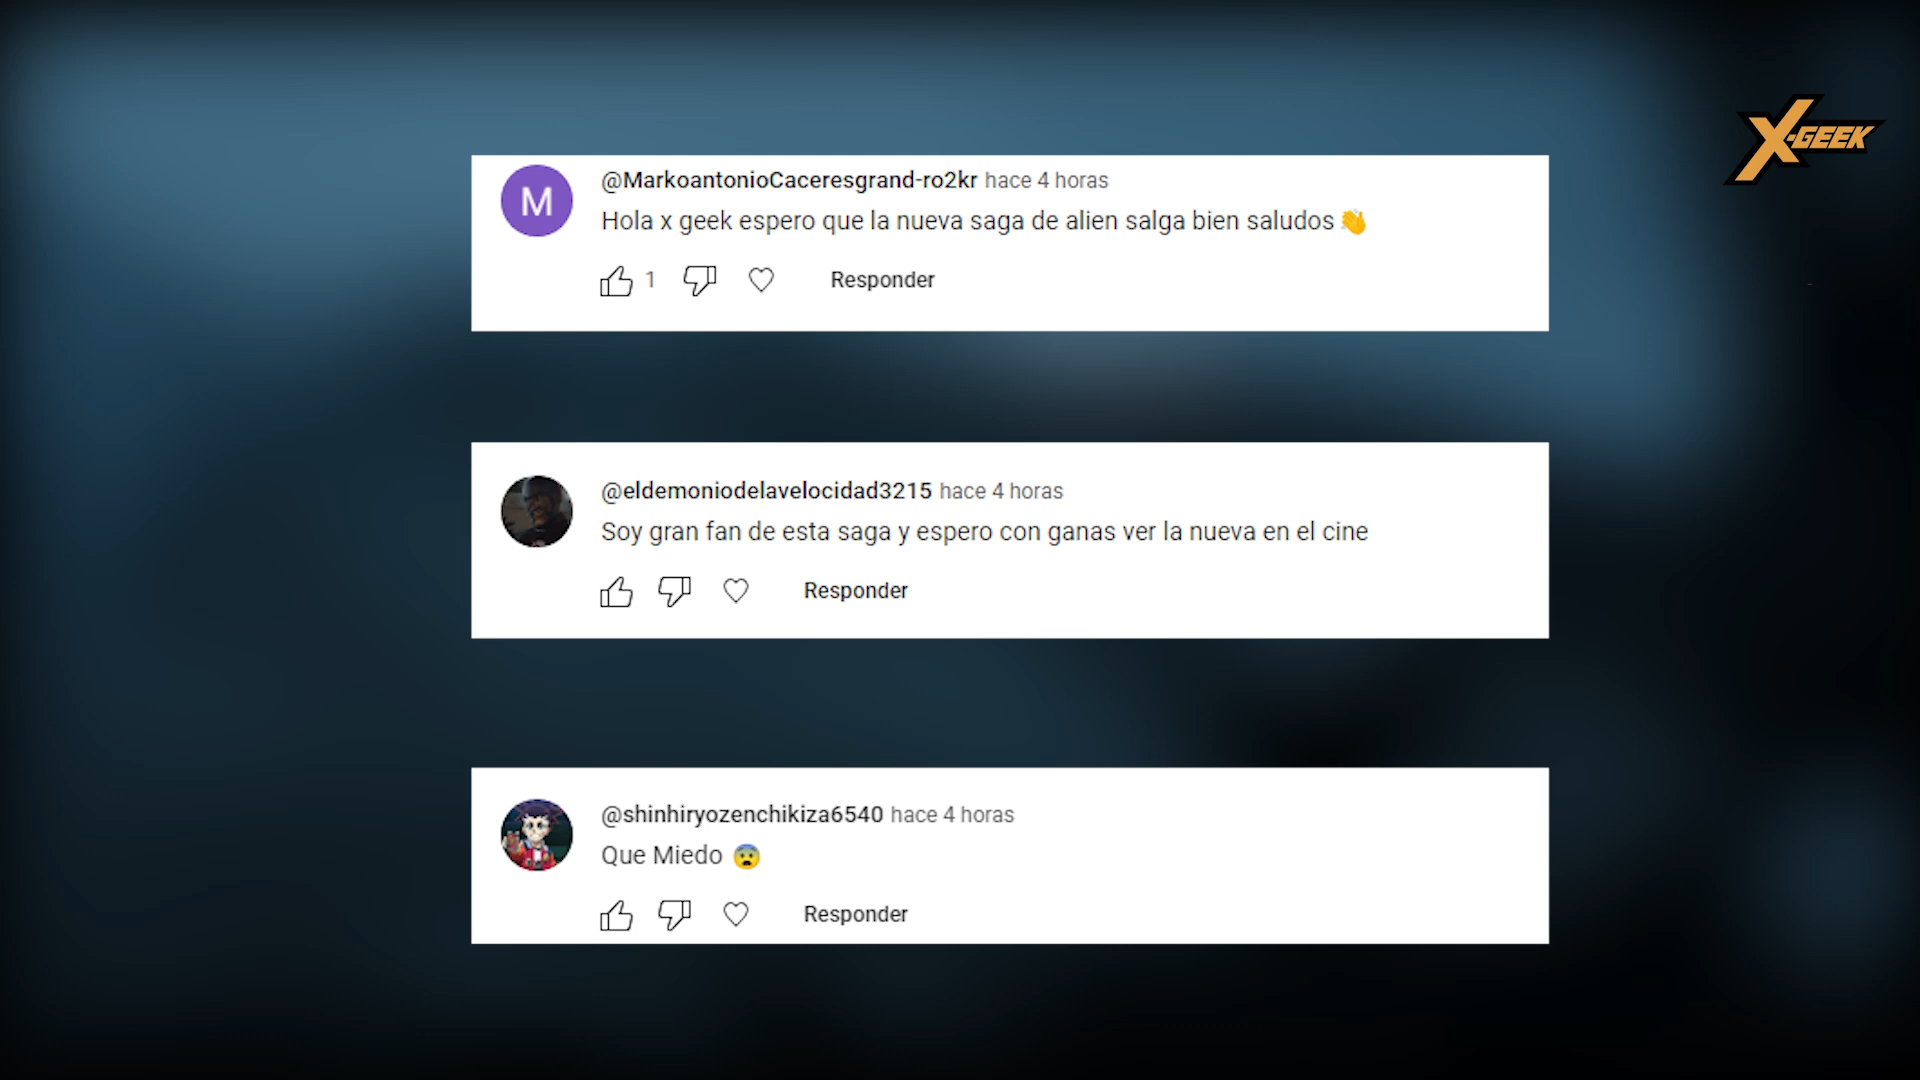 X-GEEK
M
@MarkoantonioCaceresgrand-ro2kr hace 4 horas
Hola x geek espero que la nueva saga de alien salga bien saludos 👋
1 Responder
@eldemoniodelavelocidad3215 hace 4 horas
Soy gran fan de esta saga y espero con ganas ver la nueva en el cine
Responder
@shinhiryozenchikiza6540 hace 4 horas
Que Miedo 😨
Responder